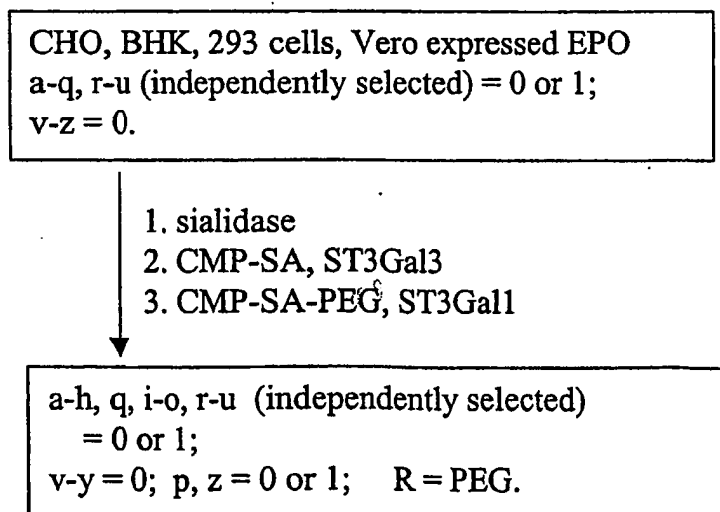 CHO, BHK, 293 cells, Vero expressed EPO
a-q, r-u (independently selected) = 0 or 1;
v-z = 0.
1. sialidase
2. CMP-SA, ST3Gal3
3. CMP-SA-PEG, ST3Gal1
a-h, q, i-o, r-u (independently selected)
= 0 or 1;
v-y = 0; p, z = 0 or 1; R = PEG.